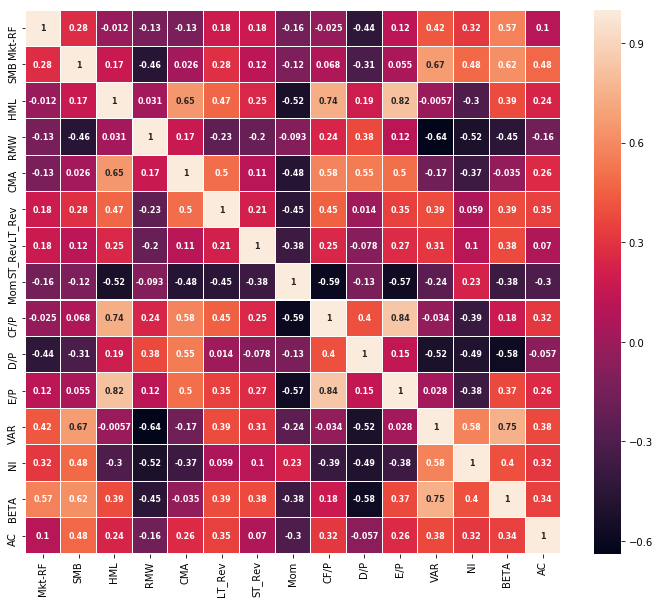 Mkt-RF 1 0.28 -0.012 -0.13 -0.13 0.18 0.18 -0.16 -0.025 -0.44 0.12 0.42 0.32 0.57 0.1
SMB 0.28 1 0.17 -0.46 0.026 0.28 0.12 -0.12 0.068 -0.31 0.055 0.67 0.48 0.62 0.48
HML -0.012 0.17 1 0.031 0.65 0.47 0.25 -0.52 0.74 0.19 0.82 -0.0057 -0.3 0.39 0.24
RMW -0.13 -0.46 0.031 1 0.17 -0.23 -0.2 -0.093 0.24 0.38 0.12 -0.64 -0.52 -0.45 -0.16
CMA -0.13 0.026 0.65 0.17 1 0.5 0.11 -0.48 0.58 0.55 0.5 -0.17 -0.37 -0.035 0.26
LT_Rev 0.18 0.28 0.47 -0.23 0.5 1 0.21 -0.45 0.45 0.014 0.35 0.39 0.059 0.39 0.35
ST_Rev 0.18 0.12 0.25 -0.2 0.11 0.21 1 -0.38 0.25 -0.078 0.27 0.31 0.1 0.38 0.07
Mom -0.16 -0.12 -0.52 -0.093 -0.48 -0.45 -0.38 1 -0.59 -0.13 -0.57 -0.24 0.23 -0.38 -0.3
CF/P -0.025 0.068 0.74 0.24 0.58 0.45 0.25 -0.59 1 0.4 0.84 -0.034 -0.39 0.18 0.32
D/P -0.44 -0.31 0.19 0.38 0.55 0.014 -0.078 -0.13 0.4 1 0.15 -0.52 -0.49 -0.58 -0.057
E/P 0.12 0.055 0.82 0.12 0.5 0.35 0.27 -0.57 0.84 0.15 1 0.028 -0.38 0.37 0.26
VAR 0.42 0.67 -0.0057 -0.64 -0.17 0.39 0.31 -0.24 -0.034 -0.52 0.028 1 0.58 0.75 0.38
NI 0.32 0.48 -0.3 -0.52 -0.37 0.059 0.1 0.23 -0.39 -0.49 -0.38 0.58 1 0.4 0.32
BETA 0.57 0.62 0.39 -0.45 -0.035 0.39 0.38 -0.38 0.18 -0.58 0.37 0.75 0.4 1 0.34
AC 0.1 0.48 0.24 -0.16 0.26 0.35 0.07 -0.3 0.32 -0.057 0.26 0.38 0.32 0.34 1
Mkt-RF SMB HML RMW CMA LT_Rev ST_Rev Mom CF/P D/P E/P VAR NI BETA AC
0.9
0.6
0.3
0.0
−0.3
−0.6